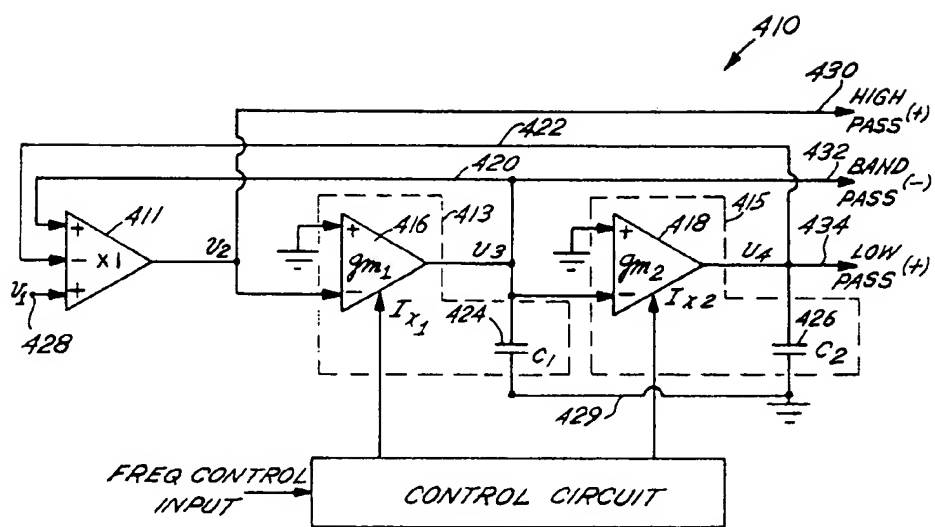 410
430
HIGH
PASS (+)
422
420
432
BAND
PASS (-)
411
+
-
X1
+
V1
428
V2
413
416
+
gm1
-
Ix1
V3
424
C1
415
418
+
gm2
-
Ix2
V4
434
LOW
PASS (+)
426
C2
429
FREQ CONTROL
INPUT
CONTROL CIRCUIT